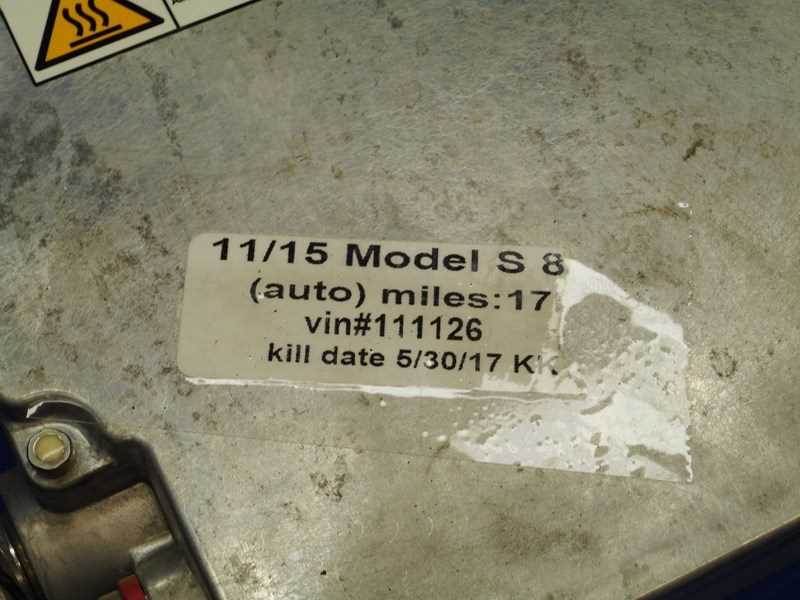 11/15 Model S 8
(auto) miles:17
vin#111126
kill date 5/30/17 KK